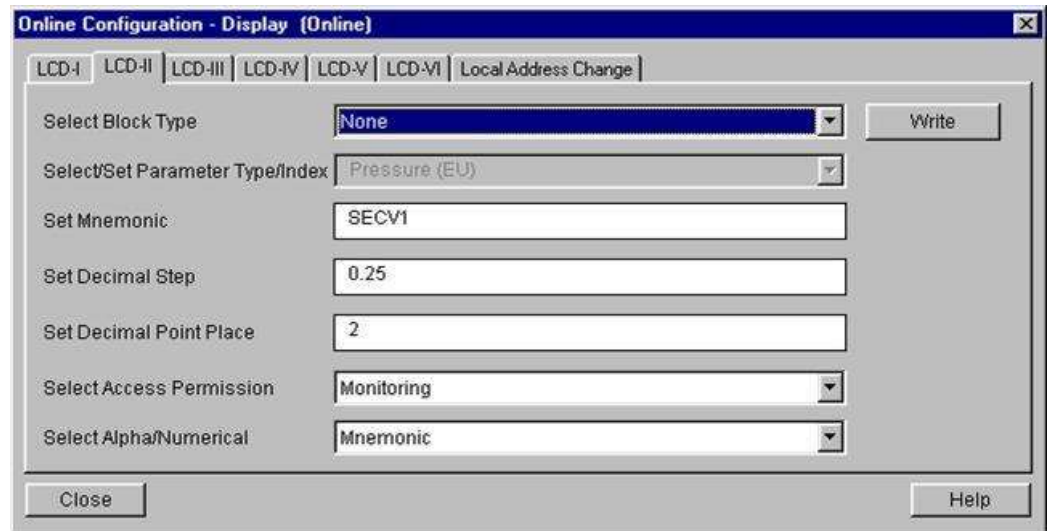 Online Configuration - Display (Online)
LCD-I LCD-II LCD-III LCD-IV LCD-V LCD-VI Local Address Change
Select Block Type None Write
Select/Set Parameter Type/Index Pressure (EU)
Set Mnemonic SECV1
Set Decimal Step 0.25
Set Decimal Point Place 2
Select Access Permission Monitoring
Select Alpha/Numerical Mnemonic
Close Help